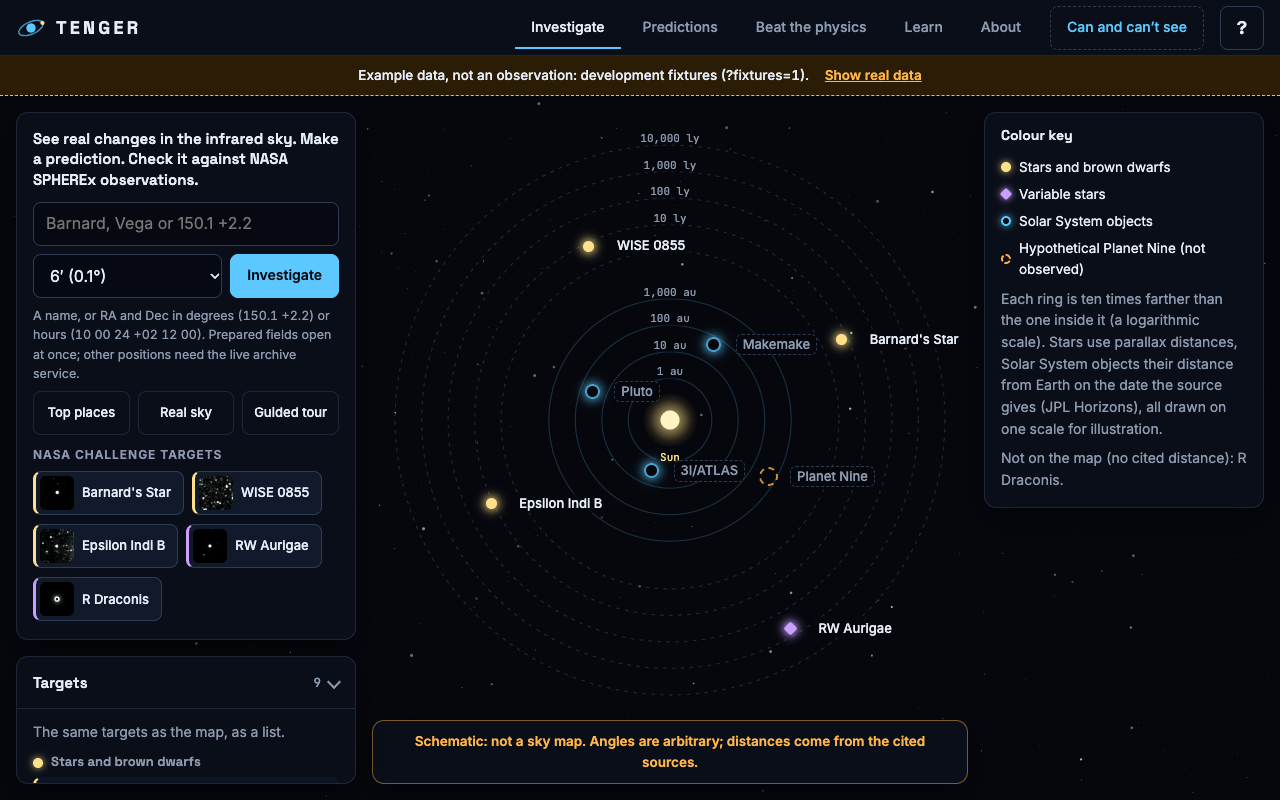 TENGER
Investigate
Predictions
Beat the physics
Learn
About
Can and can't see
?
Example data, not an observation: development fixtures (?fixtures=1).
Show real data
See real changes in the infrared sky. Make
a prediction. Check it against NASA
SPHEREx observations.
Barnard, Vega or 150.1 +2.2
6′ (0.1°)
Investigate
A name, or RA and Dec in degrees (150.1 +2.2) or
hours (10 00 24 +02 12 00). Prepared fields open
at once; other positions need the live archive
service.
Top places
Real sky
Guided tour
NASA CHALLENGE TARGETS
Barnard's Star
WISE 0855
Epsilon Indi B
RW Aurigae
R Draconis
Targets
9
The same targets as the map, as a list.
Stars and brown dwarfs
10,000 ly
1,000 ly
100 ly
10 ly
WISE 0855
1,000 au
100 au
Barnard's Star
Makemake
10 au
1 au
Pluto
Sun
3I/ATLAS
Planet Nine
Epsilon Indi B
RW Aurigae
Schematic: not a sky map. Angles are arbitrary; distances come from the cited
sources.
Colour key
Stars and brown dwarfs
Variable stars
Solar System objects
Hypothetical Planet Nine (not
observed)
Each ring is ten times farther than
the one inside it (a logarithmic
scale). Stars use parallax distances,
Solar System objects their distance
from Earth on the date the source
gives (JPL Horizons), all drawn on
one scale for illustration.
Not on the map (no cited distance): R
Draconis.